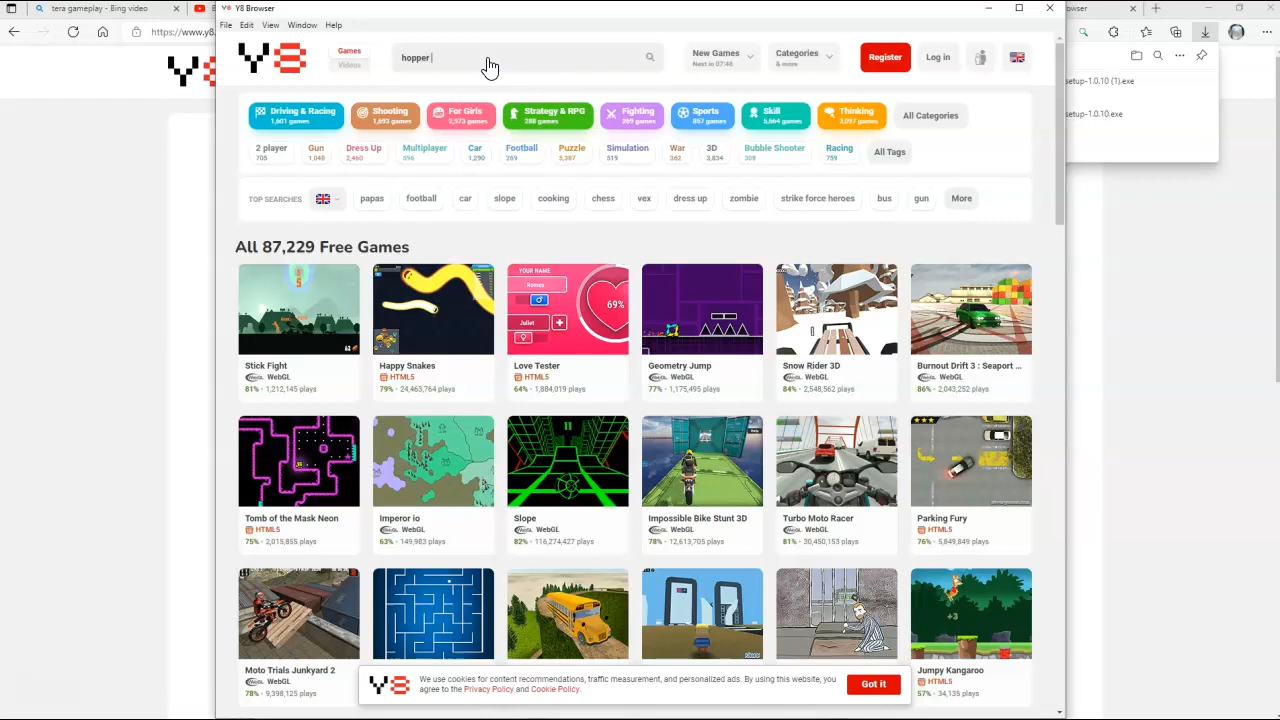 tera gameplay - Bing video
Y8 Browser
https://www.y8.
File Edit View Window Help
Y8
Games
Videos
hopper
New Games
Next in 07:46
Categories
& more
Register
Log in
setup-1.0.10 (1).exe
setup-1.0.10.exe
Driving & Racing
1,601 games
Shooting
1,693 games
For Girls
2,973 games
Strategy & RPG
Fighting
Sports
857 games
Skill
5,664 games
Thinking
3,097 games
All Categories
2 player
705
Gun
1,048
Dress Up
2,460
Multiplayer
Car
1,290
Football
269
Puzzle
5,387
Simulation
519
War
362
3D
3,834
Bubble Shooter
Racing
759
All Tags
TOP SEARCHES
papas
football
car
slope
cooking
chess
vex
dress up
zombie
strike force heroes
bus
gun
More
All 87,229 Free Games
YOUR NAME
Romeo
Juliet
69%
Stick Fight
WebGL
81% • 1,212,145 plays
Happy Snakes
HTML5
79% • 24,463,764 plays
Love Tester
HTML5
64% • 1,884,019 plays
Geometry Jump
WebGL
77% • 1,175,495 plays
Snow Rider 3D
WebGL
84% • 2,548,562 plays
Burnout Drift 3 : Seaport ...
WebGL
86% • 2,043,252 plays
11
Tomb of the Mask Neon
HTML5
75% • 2,015,855 plays
Imperor io
WebGL
63% • 149,983 plays
Slope
WebGL
82% • 116,274,427 plays
Impossible Bike Stunt 3D
WebGL
78% • 12,613,705 plays
Turbo Moto Racer
WebGL
81% • 30,450,153 plays
Parking Fury
HTML5
76% • 5,849,849 plays
+3
Moto Trials Junkyard 2
WebGL
78% • 9,398,125 plays
Jumpy Kangaroo
HTML5
57% • 34,135 plays
Y8
We use cookies for content recommendations, traffic measurement, and personalized ads. By using this website, you
agree to the Privacy Policy and Cookie Policy.
Got it